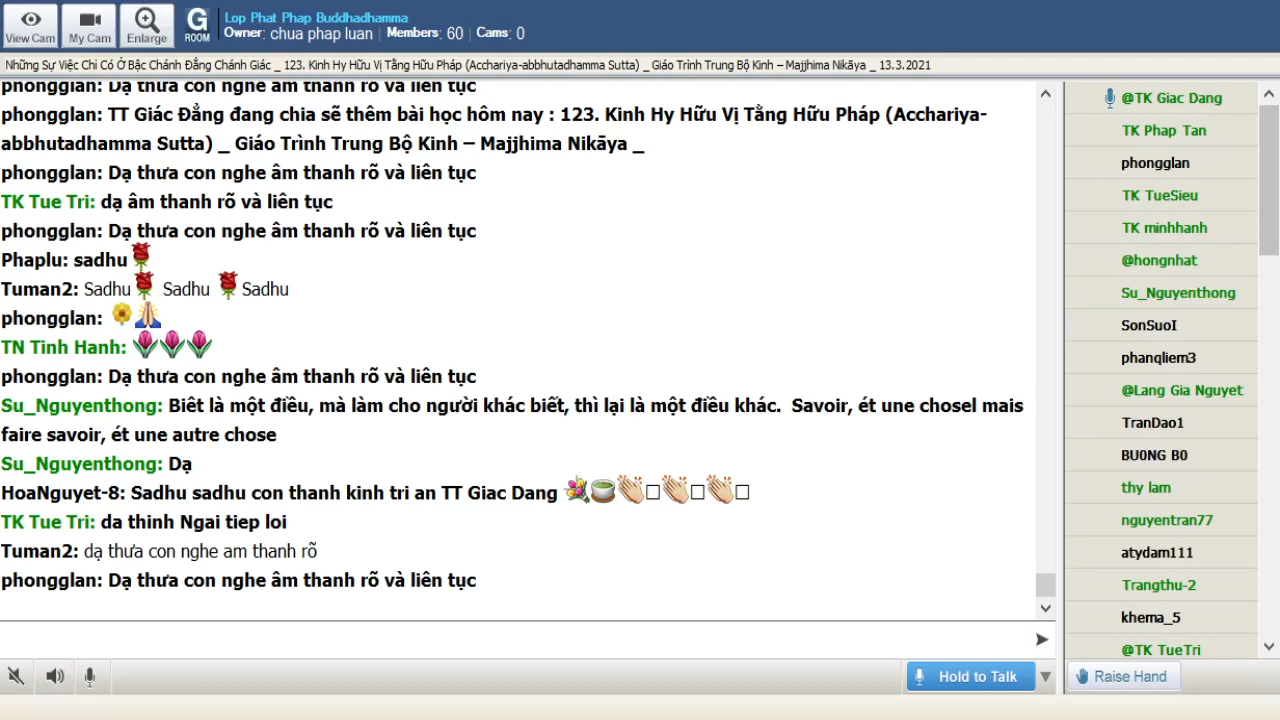 View Cam
My Cam
Enlarge
G
ROOM
Lop Phat Phap Buddhadhamma
Owner: chua phap luan | Members: 60 | Cams: 0
Những Sự Việc Chỉ Có Ở Bậc Chánh Đẳng Chánh Giác _ 123. Kinh Hy Hữu Vị Tằng Hữu Pháp (Acchariya-abbhutadhamma Sutta) _ Giáo Trình Trung Bộ Kinh – Majjhima Nikāya _ 13.3.2021
phongglan: Dạ thưa con nghe âm thanh rõ và liên tục
phongglan: TT Giác Đẳng đang chia sẽ thêm bài học hôm nay : 123. Kinh Hy Hữu Vị Tằng Hữu Pháp (Acchariya-
abbhutadhamma Sutta) _ Giáo Trình Trung Bộ Kinh – Majjhima Nikāya _
phongglan: Dạ thưa con nghe âm thanh rõ và liên tục
TK Tue Tri: dạ âm thanh rõ và liên tục
phongglan: Dạ thưa con nghe âm thanh rõ và liên tục
Phaplu: sadhu
Tuman2: Sadhu Sadhu Sadhu
phongglan:
TN Tinh Hanh:
phongglan: Dạ thưa con nghe âm thanh rõ và liên tục
Su_Nguyenthong: Biêt là một điều, mà làm cho người khác biết, thì lại là một điều khác.  Savoir, ét une chosel mais
faire savoir, ét une autre chose
Su_Nguyenthong: Dạ
HoaNguyet-8: Sadhu sadhu con thanh kinh tri an TT Giac Dang
TK Tue Tri: da thinh Ngai tiep loi
Tuman2: dạ thưa con nghe am thanh rõ
phongglan: Dạ thưa con nghe âm thanh rõ và liên tục
@TK Giac Dang
TK Phap Tan
phongglan
TK TueSieu
TK minhhanh
@hongnhat
Su_Nguyenthong
SonSuoI
phanqliem3
@Lang Gia Nguyet
TranDao1
BU0NG B0
thy lam
nguyentran77
atydam111
Trangthu-2
khema_5
@TK TueTri
Hold to Talk
Raise Hand